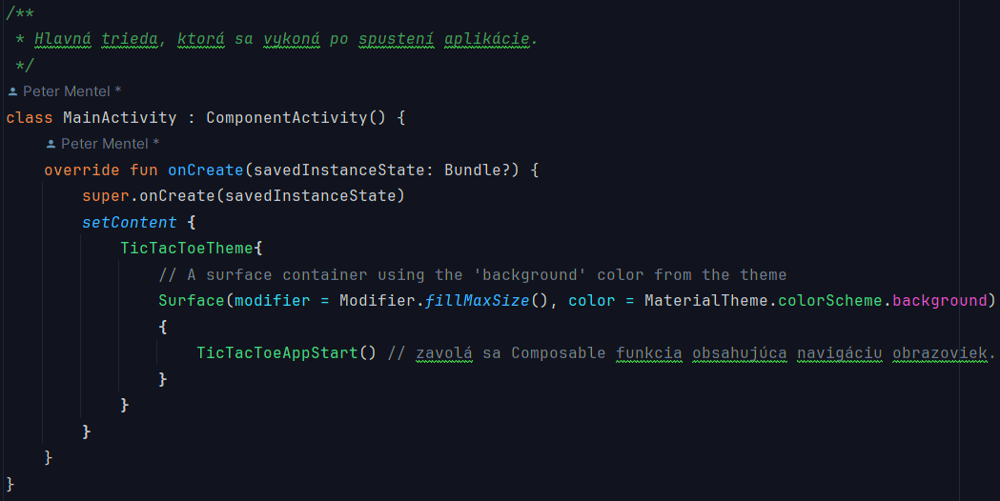 /**
 * Hlavná trieda, ktorá sa vykoná po spustení aplikácie.
 */
Peter Mentel *
class MainActivity : ComponentActivity() {
    Peter Mentel *
    override fun onCreate(savedInstanceState: Bundle?) {
        super.onCreate(savedInstanceState)
        setContent {
            TicTacToeTheme{
                // A surface container using the 'background' color from the theme
                Surface(modifier = Modifier.fillMaxSize(), color = MaterialTheme.colorScheme.background)
                {
                    TicTacToeAppStart() // zavolá sa Composable funkcia obsahujúca navigáciu obrazoviek.
                }
            }
        }
    }
}